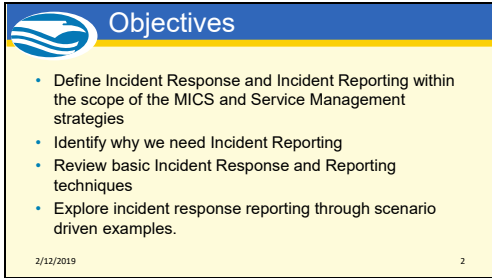 Objectives
• Define Incident Response and Incident Reporting within
the scope of the MICS and Service Management
strategies
• Identify why we need Incident Reporting
• Review basic Incident Response and Reporting
techniques
• Explore incident response reporting through scenario
driven examples.
2/12/2019
2